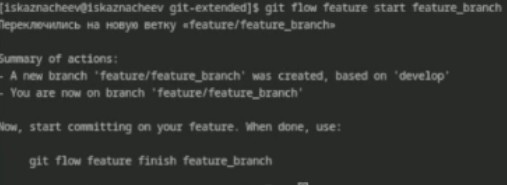 [iskaznacheev@iskaznacheev git-extended]$ git flow feature start feature_branch
Переключились на новую ветку «feature/feature_branch»
Summary of actions:
- A new branch 'feature/feature_branch' was created, based on 'develop'
- You are now on branch 'feature/feature_branch'
Now, start committing on your feature. When done, use:
git flow feature finish feature_branch